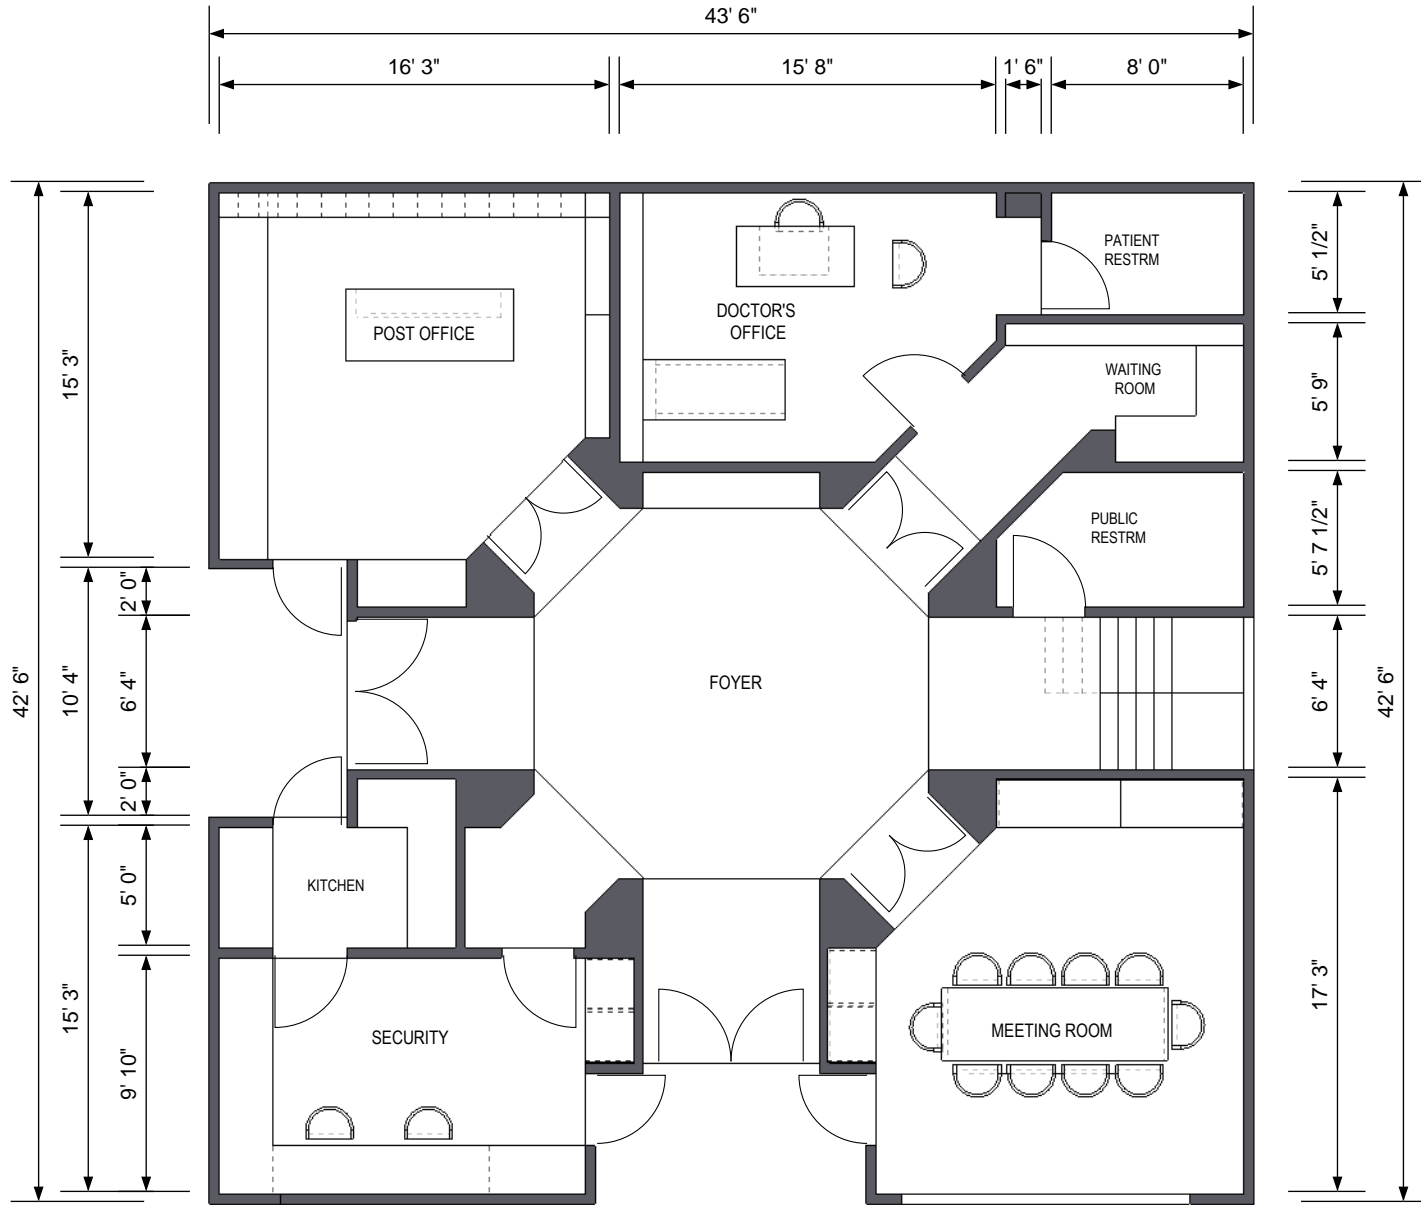 43' 6"
16' 3"
15' 8"
1' 6"
8' 0"
PATIENT
RESTRM
5' 1/2"
DOCTOR'S
OFFICE
POST OFFICE
15' 3"
WAITING
ROOM
5' 9"
PUBLIC
RESTRM
5' 7 1/2"
2' 0"
42' 6"
10' 4"
6' 4"
FOYER
6' 4"
42' 6"
2' 0"
KITCHEN
5' 0"
15' 3"
9' 10"
SECURITY
MEETING ROOM
17' 3"